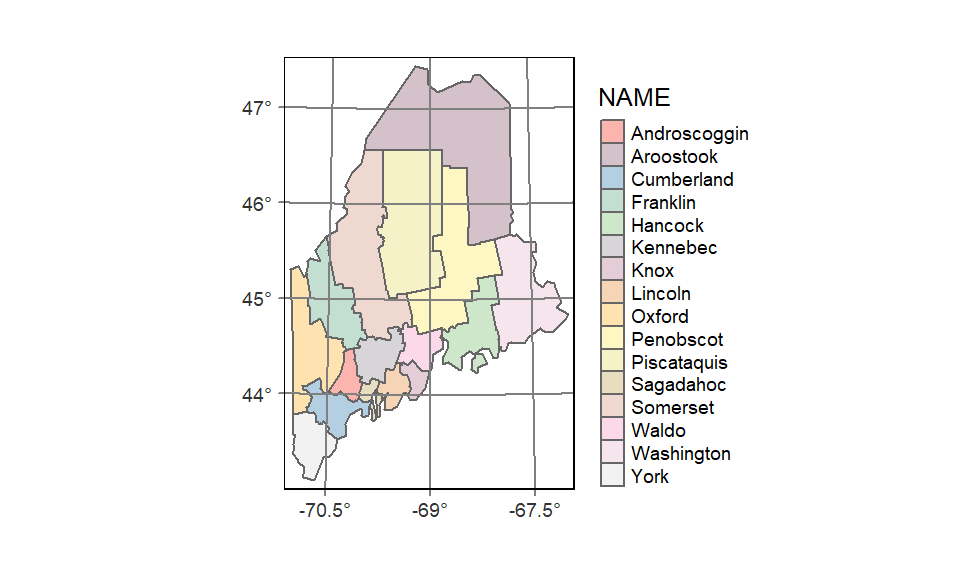 47°
46°
45°
44°
-70.5°
-69°
-67.5°
NAME
Androscoggin
Aroostook
Cumberland
Franklin
Hancock
Kennebec
Knox
Lincoln
Oxford
Penobscot
Piscataquis
Sagadahoc
Somerset
Waldo
Washington
York